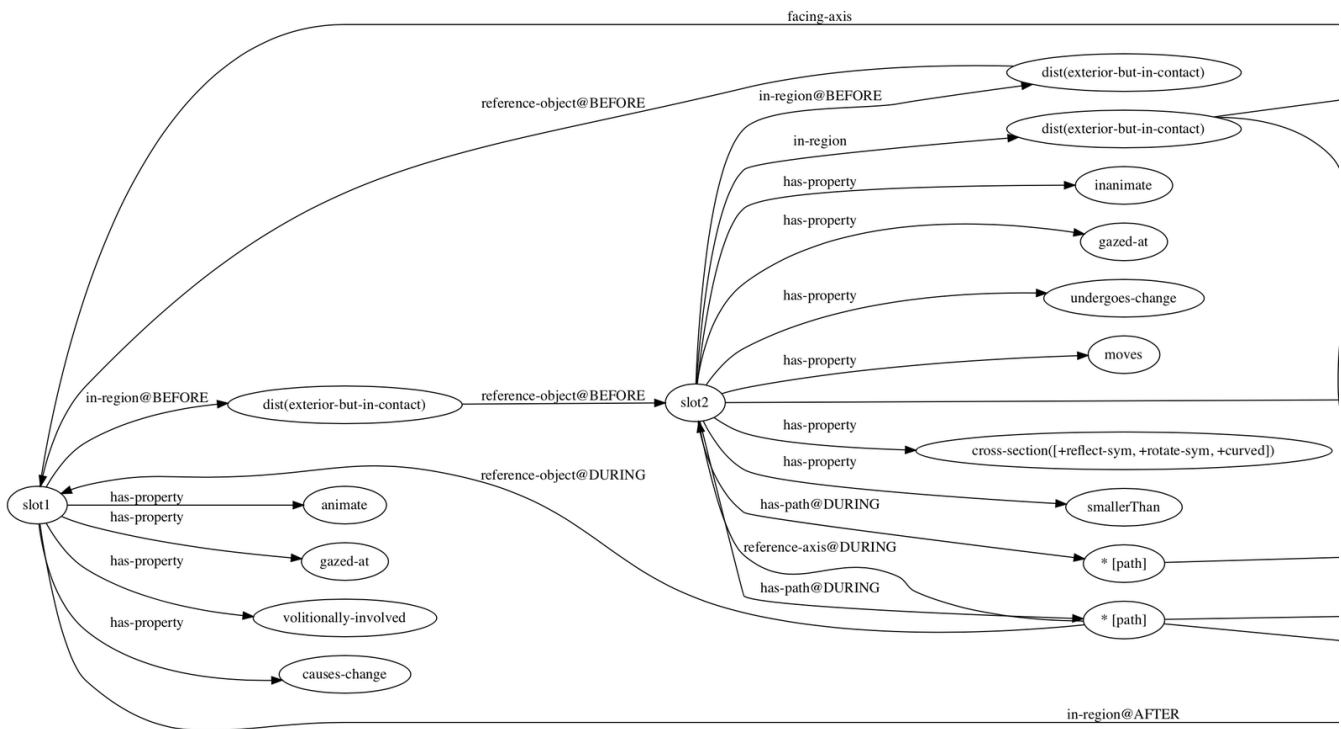 facing-axis
dist(exterior-but-in-contact)
reference-object@BEFORE
in-region@BEFORE
dist(exterior-but-in-contact)
in-region
has-property
inanimate
has-property
gazed-at
has-property
undergoes-change
has-property
moves
in-region@BEFORE
dist(exterior-but-in-contact)
reference-object@BEFORE
slot2
has-property
cross-section([+reflect-sym, +rotate-sym, +curved])
reference-object@DURING
has-property
smallerThan
slot1
has-property
animate
has-property
has-path@DURING
* [path]
gazed-at
reference-axis@DURING
has-property
has-path@DURING
* [path]
volitionally-involved
has-property
causes-change
in-region@AFTER